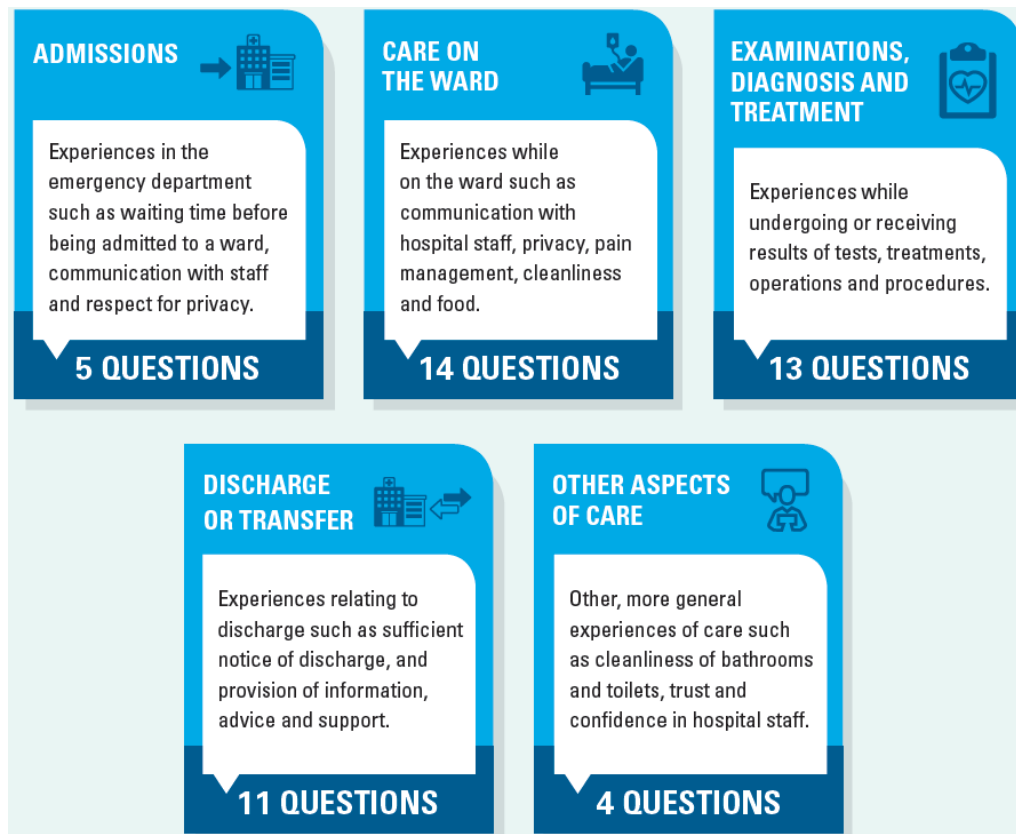 ADMISSIONS
Experiences in the
emergency department
such as waiting time before
being admitted to a ward,
communication with staff
and respect for privacy.
5 QUESTIONS
CARE ON
THE WARD
Experiences while
on the ward such as
communication with
hospital staff, privacy, pain
management, cleanliness
and food.
14 QUESTIONS
EXAMINATIONS,
DIAGNOSIS AND
TREATMENT
Experiences while
undergoing or receiving
results of tests, treatments,
operations and procedures.
13 QUESTIONS
DISCHARGE
OR TRANSFER
Experiences relating to
discharge such as sufficient
notice of discharge, and
provision of information,
advice and support.
11 QUESTIONS
OTHER ASPECTS
OF CARE
Other, more general
experiences of care such
as cleanliness of bathrooms
and toilets, trust and
confidence in hospital staff.
4 QUESTIONS